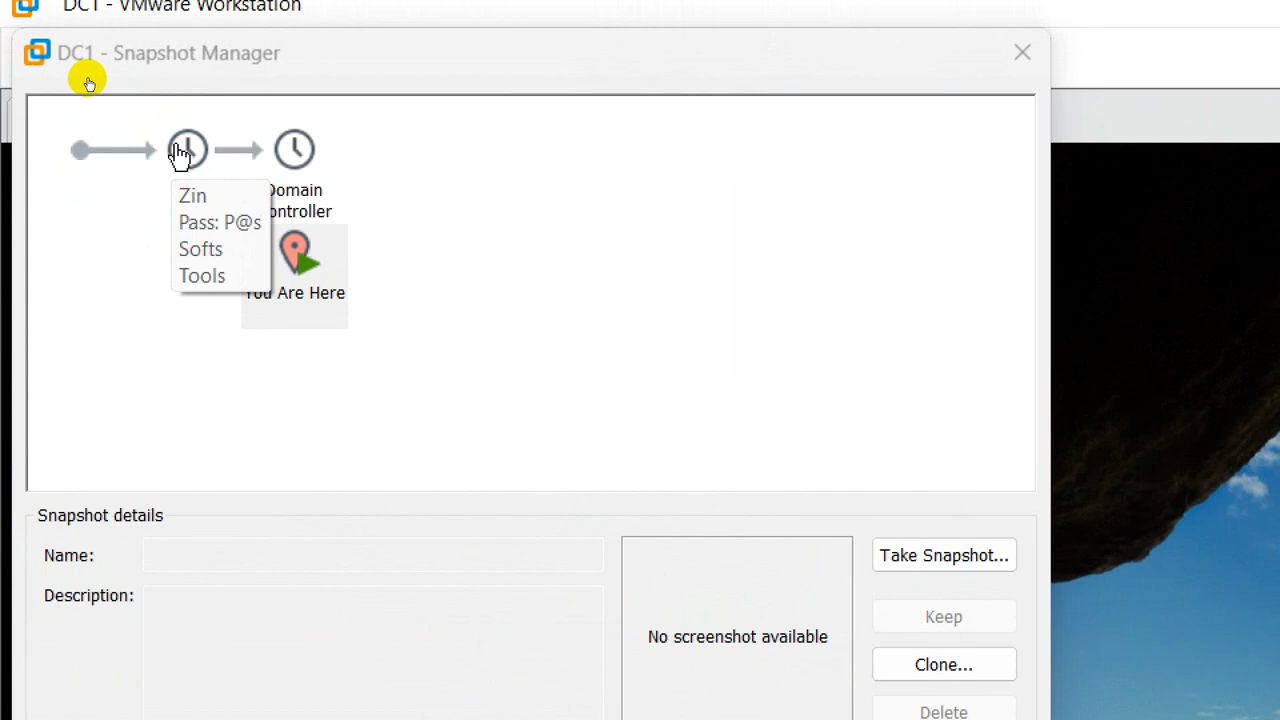 DC1 - VMware Workstation
DC1 - Snapshot Manager
Zin
Pass: P@s
Softs
Tools
Domain
ontroller
You Are Here
Snapshot details
Name:
Description:
No screenshot available
Take Snapshot...
Keep
Clone...
Delete